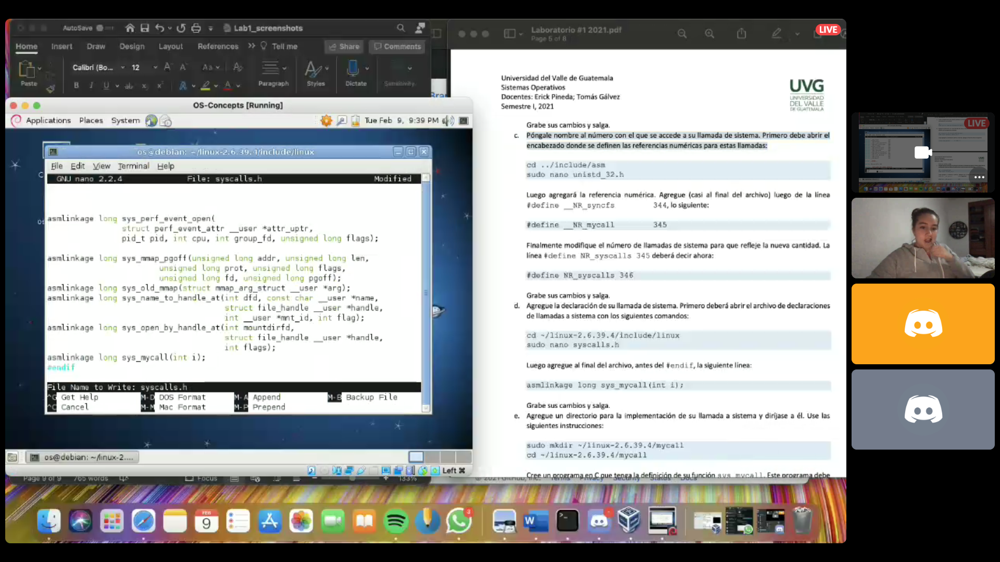 AutoSave
Lab1_screenshots
Home Insert Draw Design Layout References Tell me Share Comments
Calibri (Bo... 12
Paste
Paragraph Styles Dictate Sensitivity
OS-Concepts [Running]
Applications Places System Tue Feb 9, 9:39 PM
os@debian: ~/linux-2.6.39.4/include/linux
File Edit View Terminal Help
GNU nano 2.2.4 File: syscalls.h Modified
asmlinkage long sys_perf_event_open(
struct perf_event_attr __user *attr_uptr,
pid_t pid, int cpu, int group_fd, unsigned long flags);
asmlinkage long sys_mmap_pgoff(unsigned long addr, unsigned long len,
unsigned long prot, unsigned long flags,
unsigned long fd, unsigned long pgoff);
asmlinkage long sys_old_mmap(struct mmap_arg_struct __user *arg);
asmlinkage long sys_name_to_handle_at(int dfd, const char __user *name,
struct file_handle __user *handle,
int __user *mnt_id, int flag);
asmlinkage long sys_open_by_handle_at(int mountdirfd,
struct file_handle __user *handle,
int flags);
asmlinkage long sys_mycall(int i);
#endif
File Name to Write: syscalls.h
^G Get Help M-D DOS Format M-A Append M-B Backup File
^C Cancel M-M Mac Format M-P Prepend
os@debian: ~/linux-2....
Left ⌘
Page 9 of 9 765 words Focus 133%
Laboratorio #1 2021.pdf
Page 5 of 8
LIVE
Universidad del Valle de Guatemala
Sistemas Operativos
Docentes: Erick Pineda; Tomás Gálvez
Semestre I, 2021
UVG
UNIVERSIDAD
DEL VALLE
DE GUATEMALA
Grabe sus cambios y salga.
c. Póngale nombre al número con el que se accede a su llamada de sistema. Primero debe abrir el
encabezado donde se definen las referencias numéricas para estas llamadas:
cd ../include/asm
sudo nano unistd_32.h
Luego agregará la referencia numérica. Agregue (casi al final del archivo) luego de la línea
#define __NR_syncfs 344, lo siguiente:
#define __NR_mycall 345
Finalmente modifique el número de llamadas de sistema para que refleje la nueva cantidad. La
línea #define NR_syscalls 345 deberá decir ahora:
#define NR_syscalls 346
Grabe sus cambios y salga.
d. Agregue la declaración de su llamada de sistema. Primero deberá abrir el archivo de declaraciones
de llamadas a sistema con los siguientes comandos:
cd ~/linux-2.6.39.4/include/linux
sudo nano syscalls.h
Luego agregue al final del archivo, antes del #endif, la siguiente línea:
asmlinkage long sys_mycall(int i);
Grabe sus cambios y salga.
e. Agregue un directorio para la implementación de su llamada a sistema y diríjase a él. Use las
siguientes instrucciones:
sudo mkdir ~/linux-2.6.39.4/mycall
cd ~/linux-2.6.39.4/mycall
Cree un programa en C que tenga la definición de su función sys_mycall. Este programa debe
© 2021 GitHub, Inc. Terms Privacy Security Status Docs
FEB
9
3
LIVE